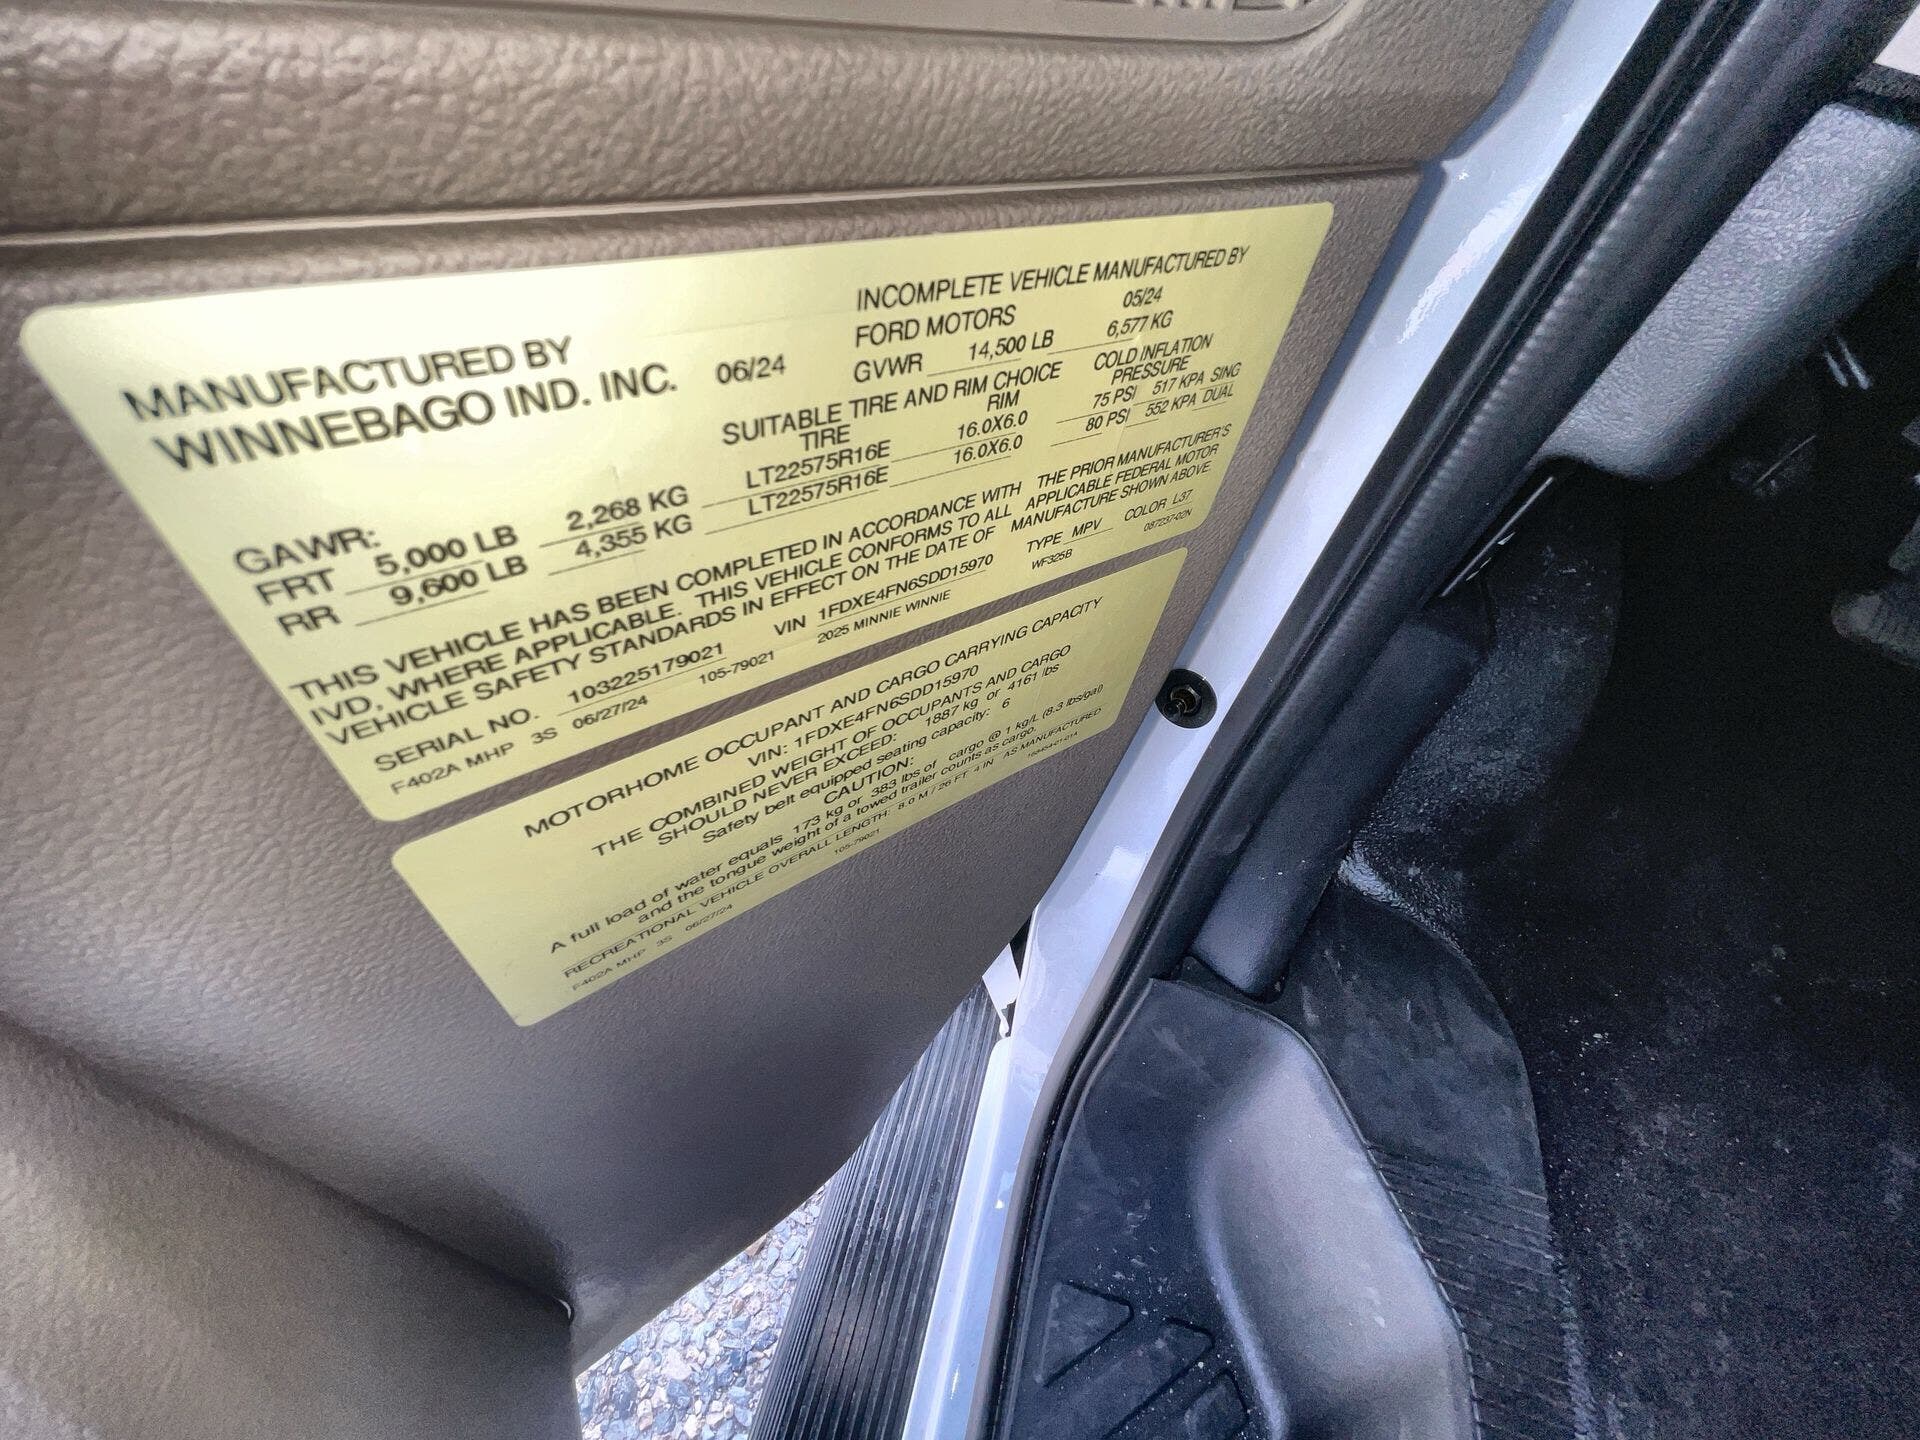 MANUFACTURED BY
WINNEBAGO IND. INC. 06/24
INCOMPLETE VEHICLE MANUFACTURED BY
FORD MOTORS 05/24
GVWR 14,500 LB 6,577 KG
SUITABLE TIRE AND RIM CHOICE
COLD INFLATION
PRESSURE
TIRE RIM
GAWR:
FRT 5,000 LB 2,268 KG LT22575R16E 16.0X6.0 75 PSI 517 KPA SING
RR 9,600 LB 4,355 KG LT22575R16E 16.0X6.0 80 PSI 552 KPA DUAL
THIS VEHICLE HAS BEEN COMPLETED IN ACCORDANCE WITH THE PRIOR MANUFACTURER'S
IVD, WHERE APPLICABLE. THIS VEHICLE CONFORMS TO ALL APPLICABLE FEDERAL MOTOR
VEHICLE SAFETY STANDARDS IN EFFECT ON THE DATE OF MANUFACTURE SHOWN ABOVE.
SERIAL NO. 103225179021 VIN 1FDXE4FN6SDD15970 TYPE MPV COLOR L37
F402A MHP 3S 06/27/24 105-79021 2025 MINNIE WINNIE WF325B 087237-02N
MOTORHOME OCCUPANT AND CARGO CARRYING CAPACITY
VIN: 1FDXE4FN6SDD15970
THE COMBINED WEIGHT OF OCCUPANTS AND CARGO
SHOULD NEVER EXCEED: 1887 kg or 4161 lbs
Safety belt equipped seating capacity: 6
CAUTION:
A full load of water equals 173 kg or 383 lbs of cargo @ 1 kg/L (8.3 lbs/gal)
and the tongue weight of a towed trailer counts as cargo.
RECREATIONAL VEHICLE OVERALL LENGTH: 8.0 M / 26 FT. 4 IN AS MANUFACTURED
F402A MHP 3S 06/27/24 105-79021